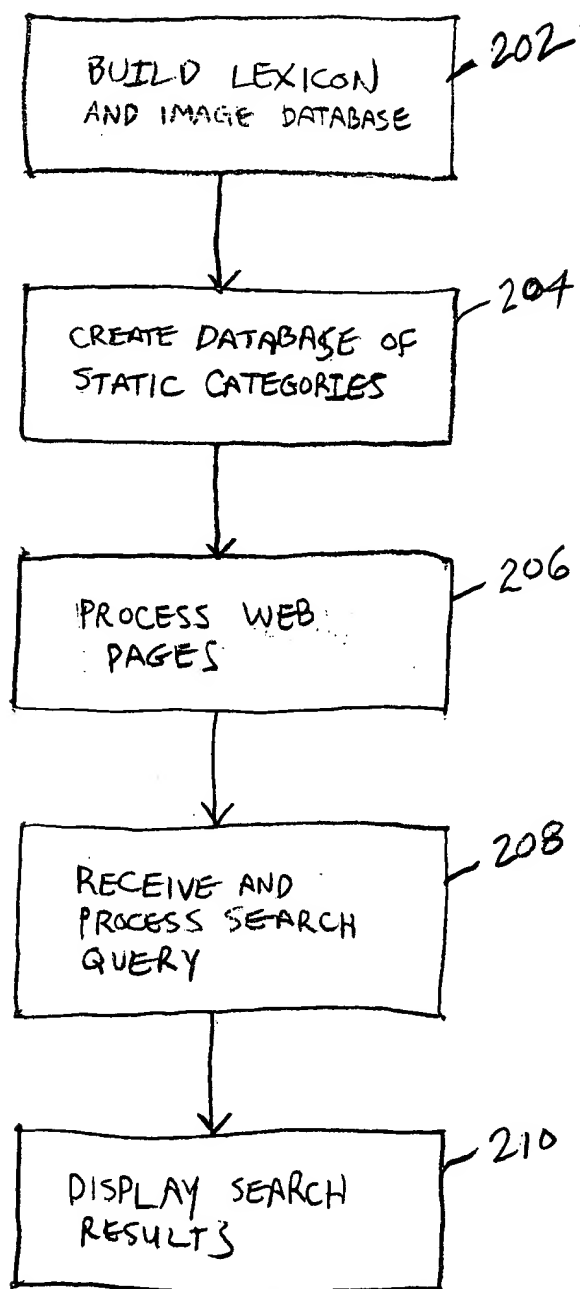 202
BUILD LEXICON
AND IMAGE DATABASE
204
CREATE DATABASE OF
STATIC CATEGORIES
206
PROCESS WEB
PAGES
208
RECEIVE AND
PROCESS SEARCH
QUERY
210
DISPLAY SEARCH
RESULTS